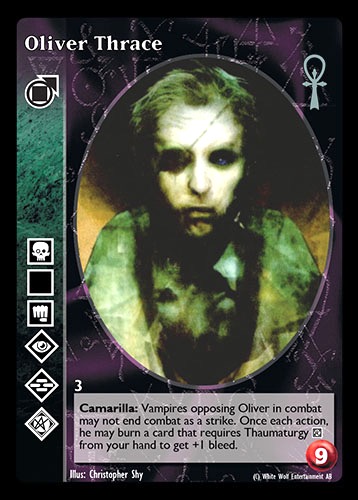 Oliver Thrace
3
Camarilla: Vampires opposing Oliver in combat
may not end combat as a strike. Once each action,
he may burn a card that requires Thaumaturgy
from your hand to get +1 bleed.
9
Illus: Christopher Shy
(C) White Wolf Entertainment AB